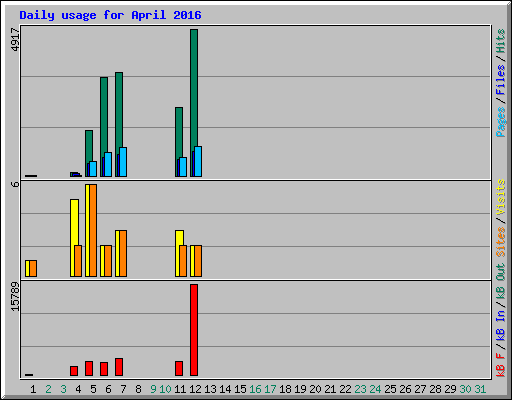 Daily usage for April 2016
4917
Pages / Files / Hits
6
Sites / Visits
15789
kB F / kB In / kB Out
1 2 3 4 5 6 7 8 9 10 11 12 13 14 15 16 17 18 19 20 21 22 23 24 25 26 27 28 29 30 31